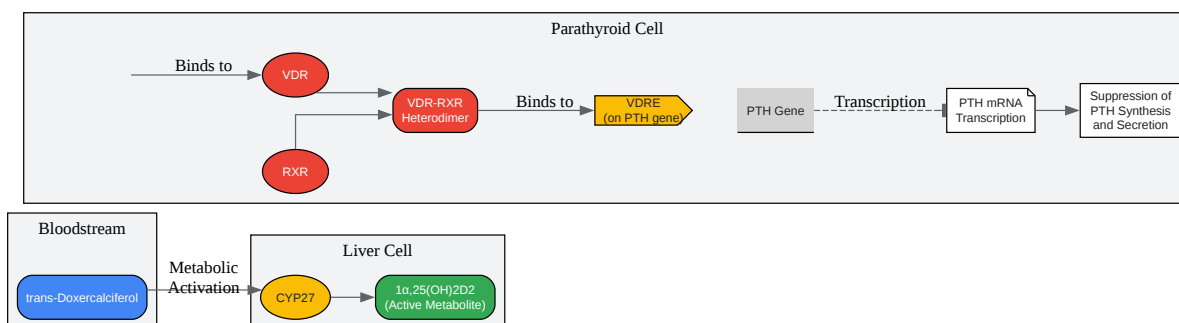 Parathyroid Cell
Binds to
VDR
VDR-RXR
Heterodimer
Binds to
VDRE
(on PTH gene)
PTH Gene
Transcription
PTH mRNA
Transcription
Suppression of
PTH Synthesis
and Secretion
RXR
Bloodstream
trans-Doxercalciferol
Metabolic
Activation
Liver Cell
CYP27
1α,25(OH)2D2
(Active Metabolite)